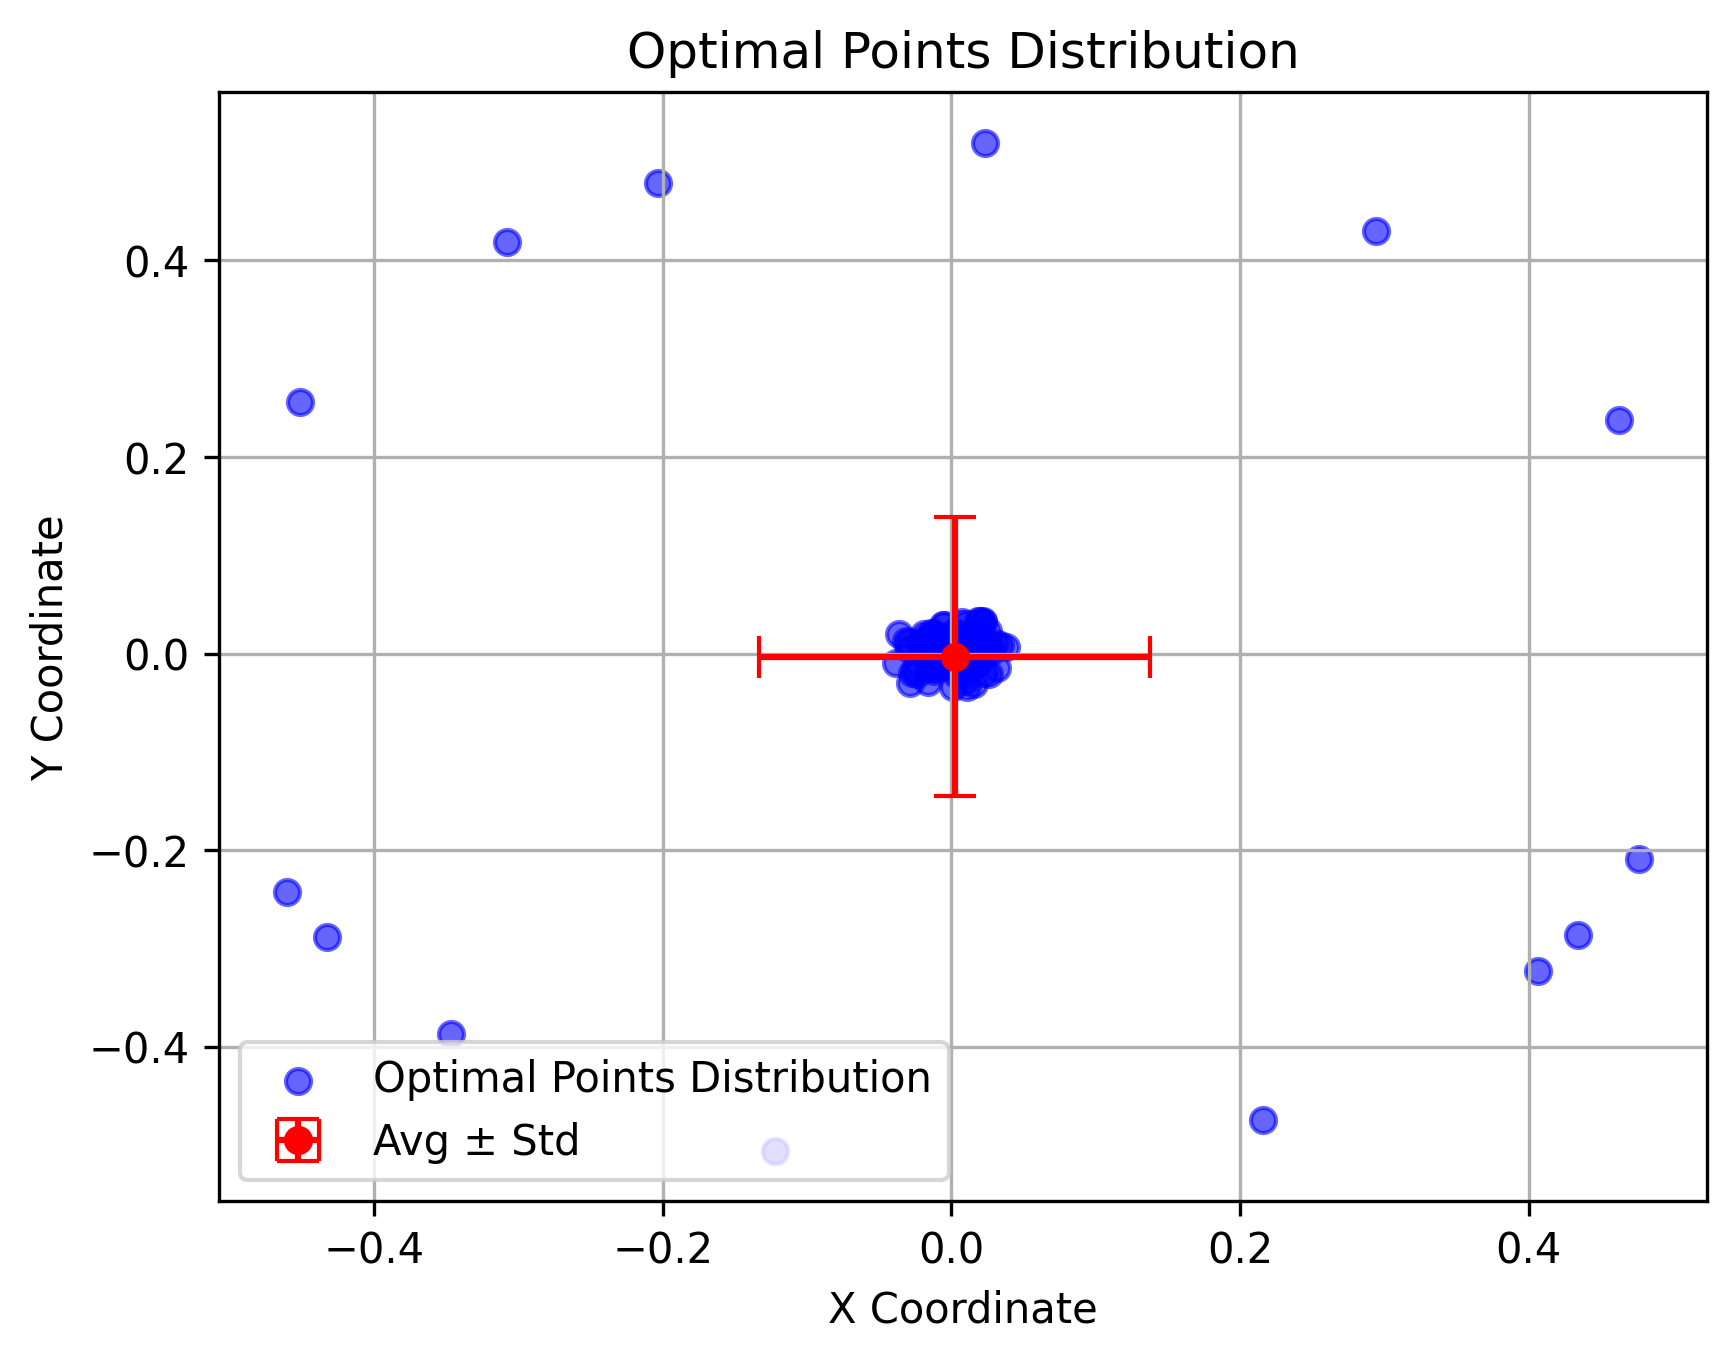 Optimal Points Distribution
Y Coordinate
0.4
0.2
0.0
−0.2
−0.4
Optimal Points Distribution
Avg ± Std
−0.4 −0.2 0.0 0.2 0.4
X Coordinate